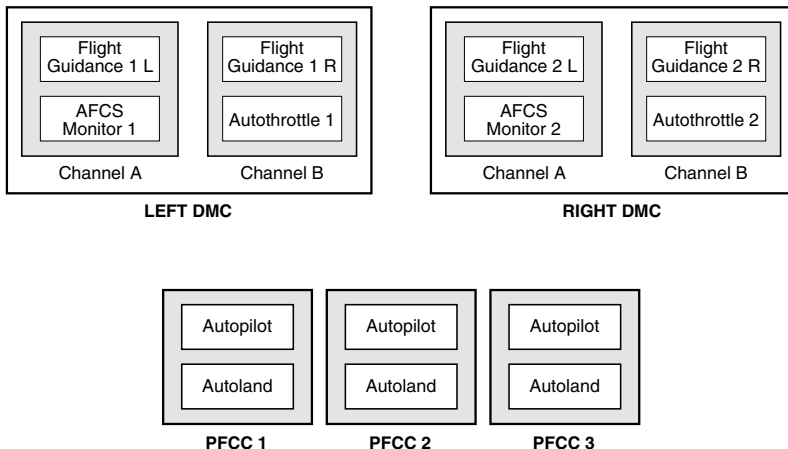 Flight
Guidance 1 L
AFCS
Monitor 1
Channel A
Flight
Guidance 1 R
Autothrottle 1
Channel B
LEFT DMC
Flight
Guidance 2 L
AFCS
Monitor 2
Channel A
Flight
Guidance 2 R
Autothrottle 2
Channel B
RIGHT DMC
Autopilot
Autoland
PFCC 1
Autopilot
Autoland
PFCC 2
Autopilot
Autoland
PFCC 3